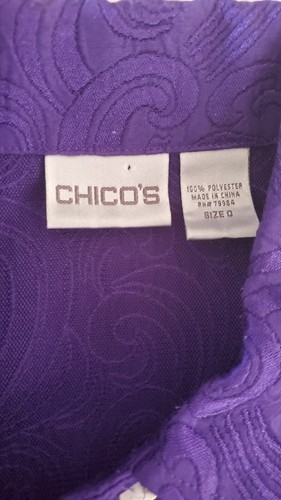 CHICO'S
100% POLYESTER
MADE IN CHINA
RN# 79984
SIZE 0